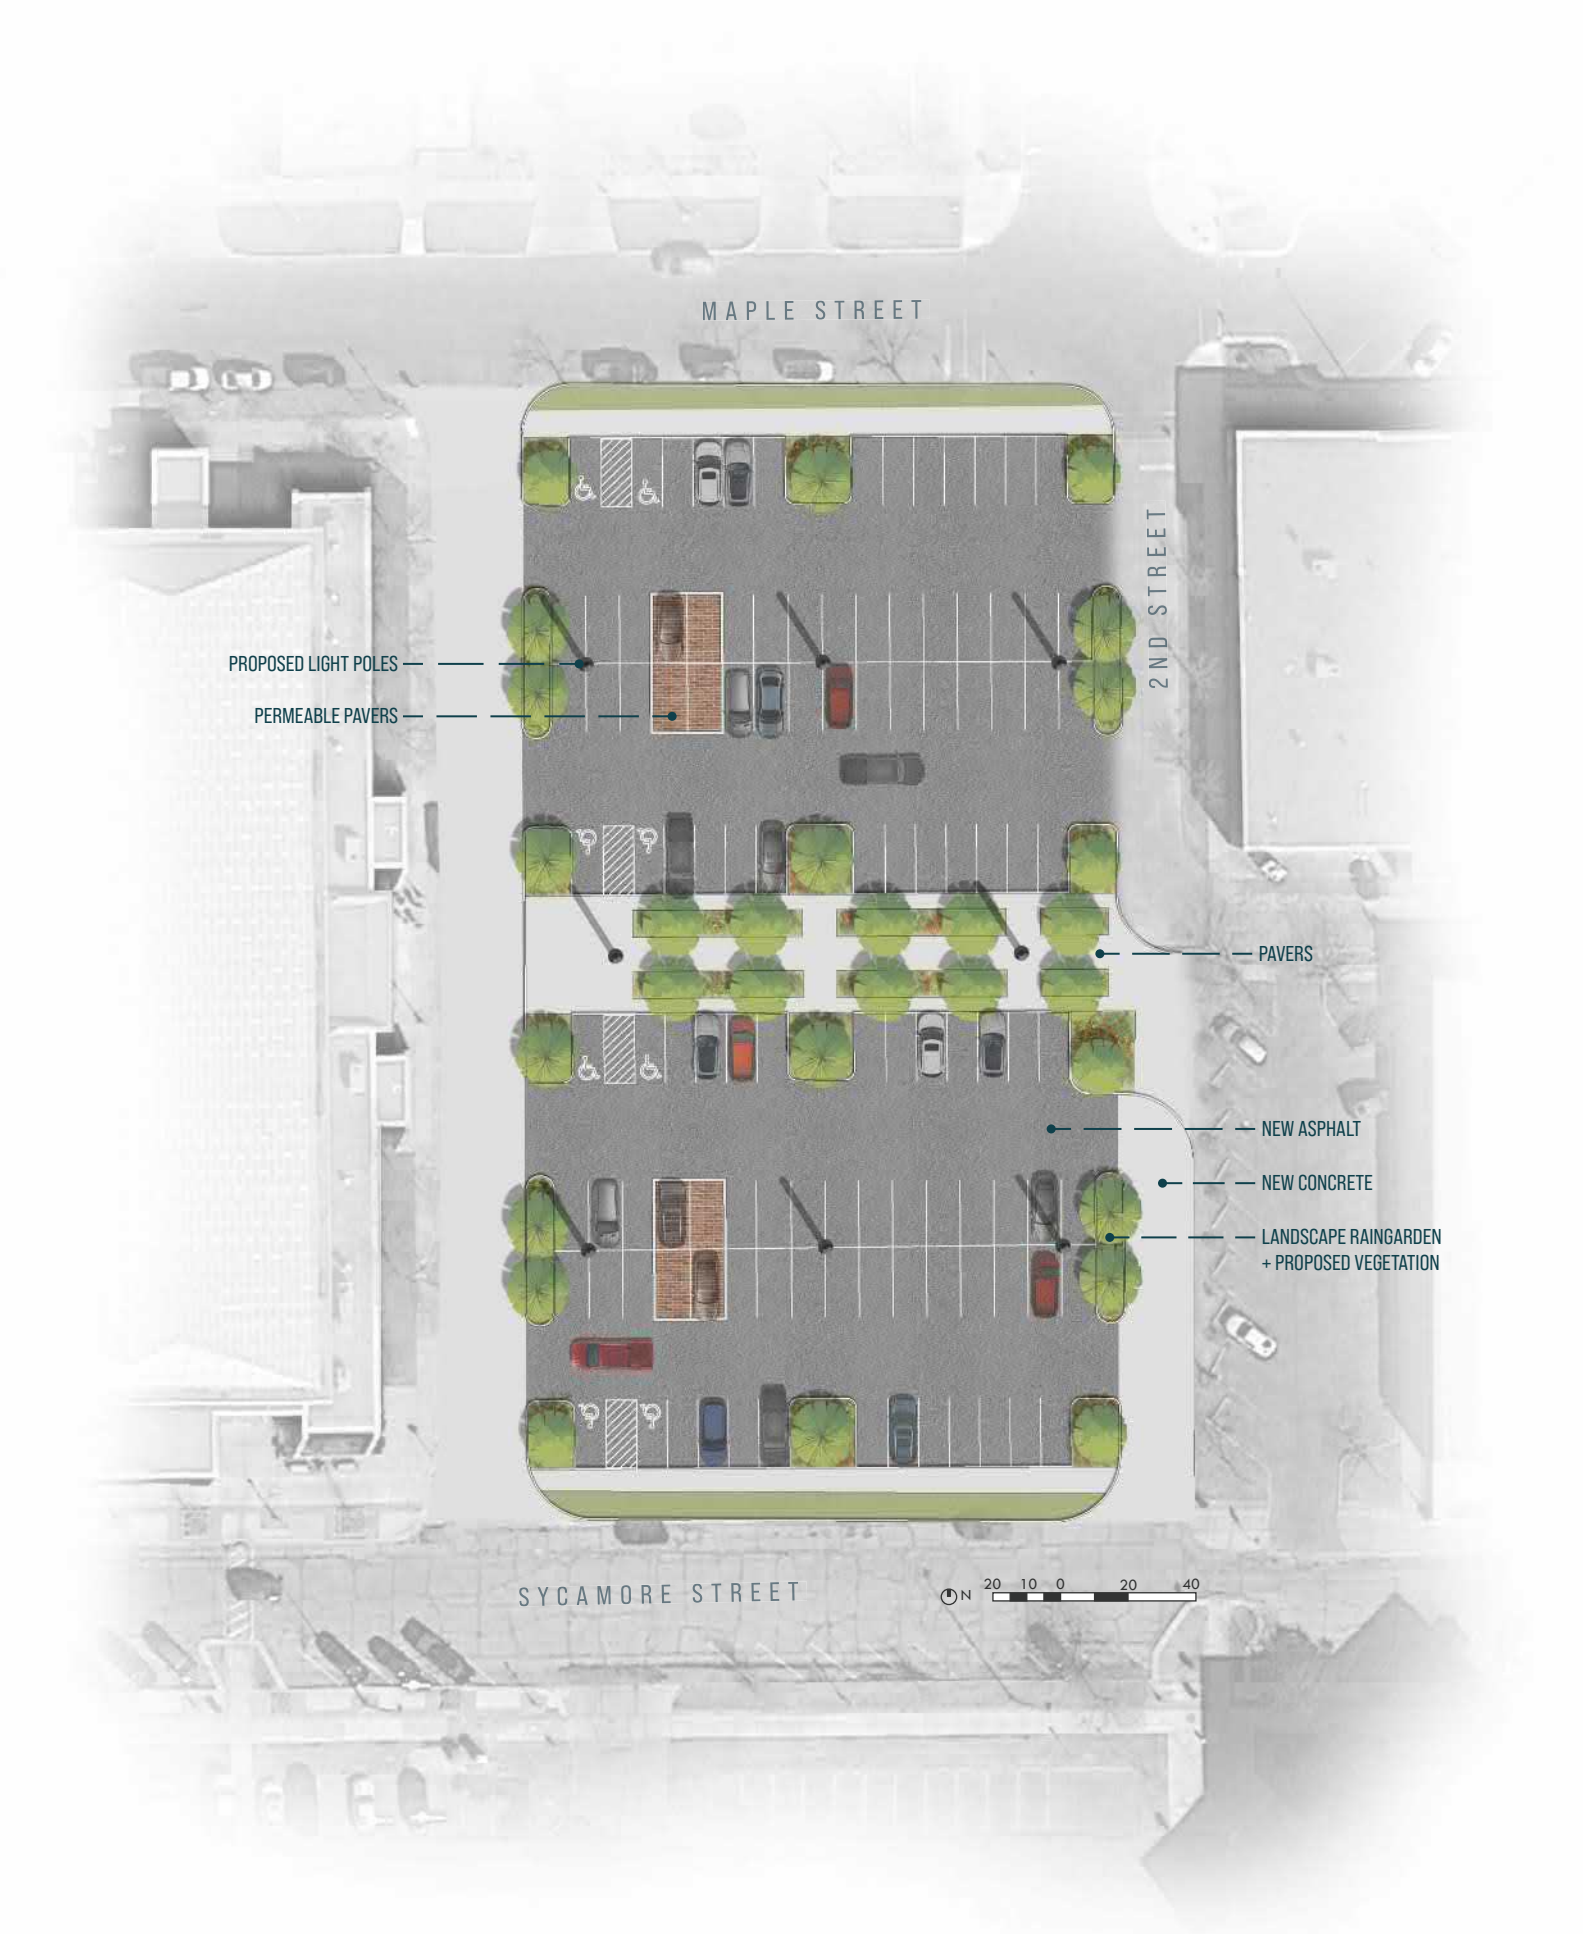 MAPLE STREET
2ND STREET
PROPOSED LIGHT POLES
PERMEABLE PAVERS
PAVERS
NEW ASPHALT
NEW CONCRETE
LANDSCAPE RAINGARDEN
+ PROPOSED VEGETATION
SYCAMORE STREET
N
20 10 0 20 40